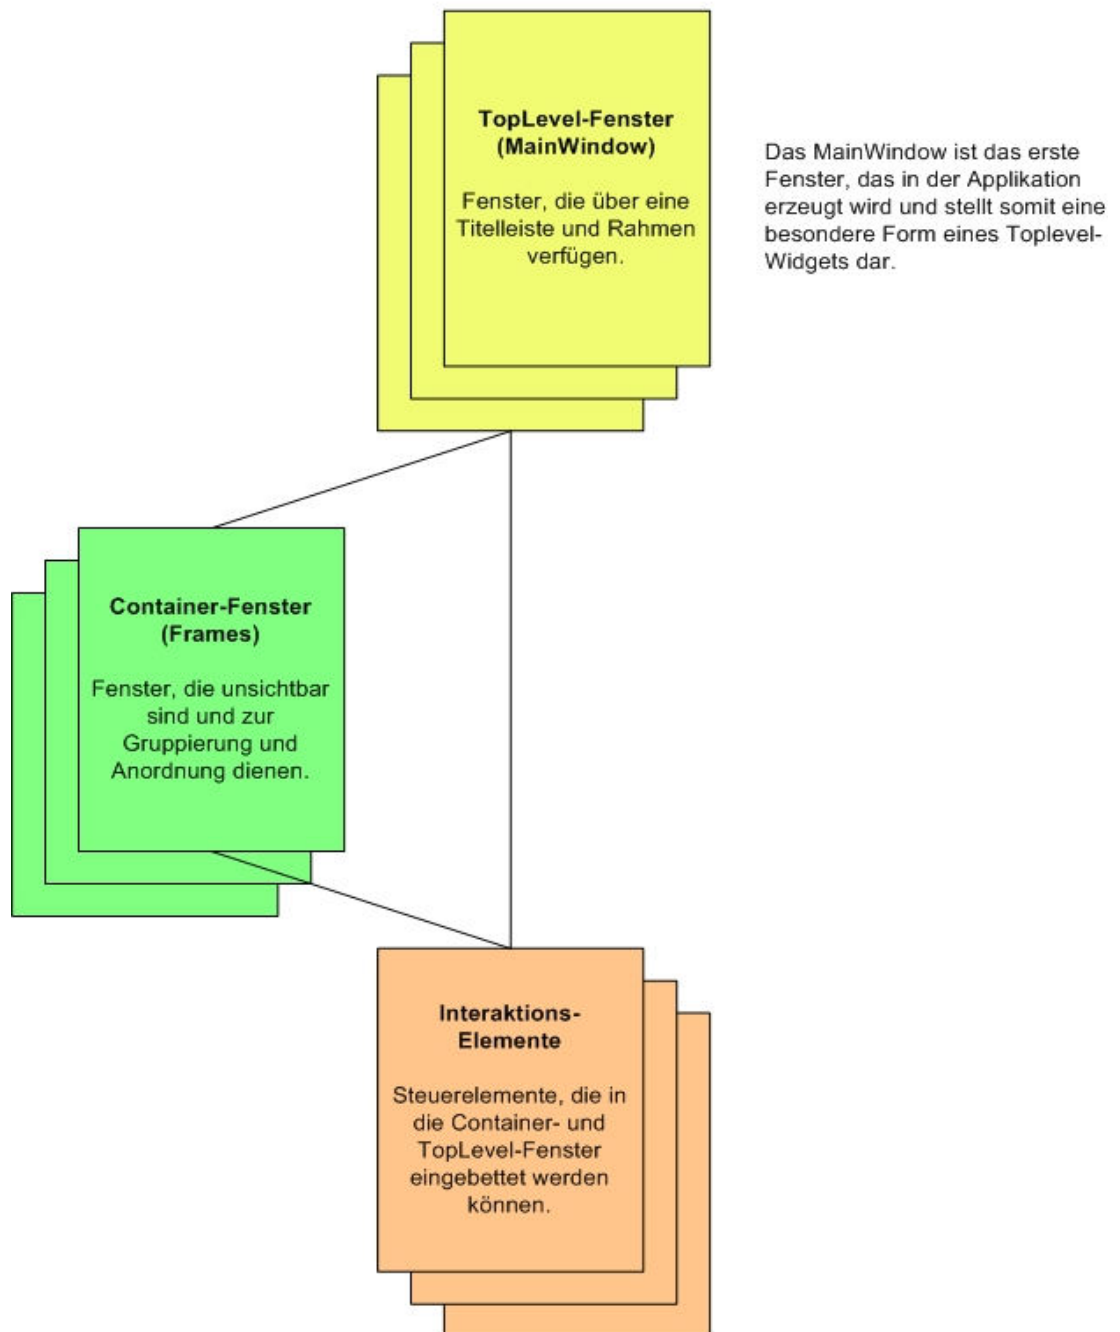 TopLevel-Fenster
(MainWindow)
Fenster, die über eine
Titelleiste und Rahmen
verfügen.
Das MainWindow ist das erste
Fenster, das in der Applikation
erzeugt wird und stellt somit eine
besondere Form eines Toplevel-
Widgets dar.
Container-Fenster
(Frames)
Fenster, die unsichtbar
sind und zur
Gruppierung und
Anordnung dienen.
Interaktions-
Elemente
Steuerelemente, die in
die Container- und
TopLevel-Fenster
eingebettet werden
können.